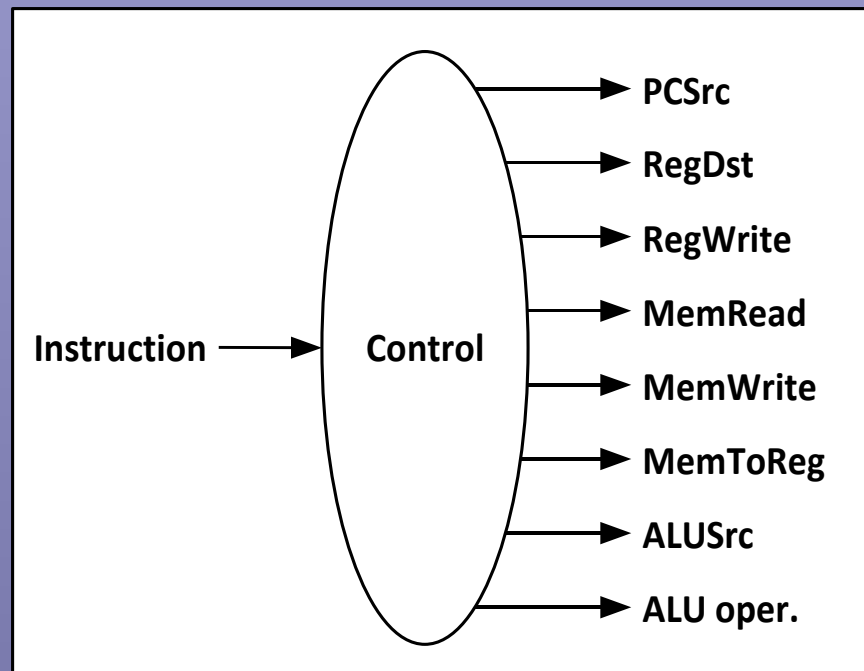 PCSrc
RegDst
RegWrite
MemRead
Instruction
Control
MemWrite
MemToReg
ALUSrc
ALU oper.